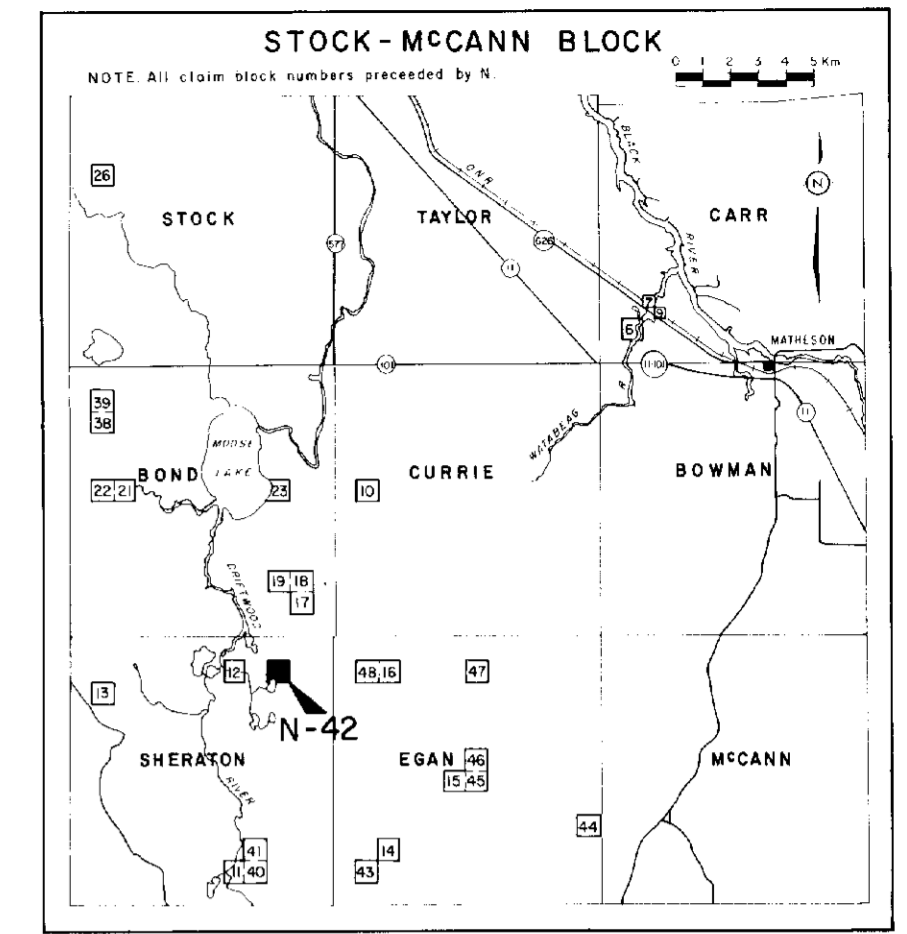 STOCK-McCANN BLOCK
NOTE. All claim block numbers preceeded by N.
0 1 2 3 4 5 Km
BLACK
RIVER
N
26
STOCK
TAYLOR
CARR
ONR
577
626
11
7
9
6
MATHESON
101
11-101
11
39
38
MOOSE
LAKE
WATABEAG
R
BOND
CURRIE
BOWMAN
22 21
23
10
DRIFTWOOD
19 18
17
12
48 16
47
13
N-42
SHERATON
EGAN
McCANN
RIVER
46
15 45
44
41
14
11 40
43